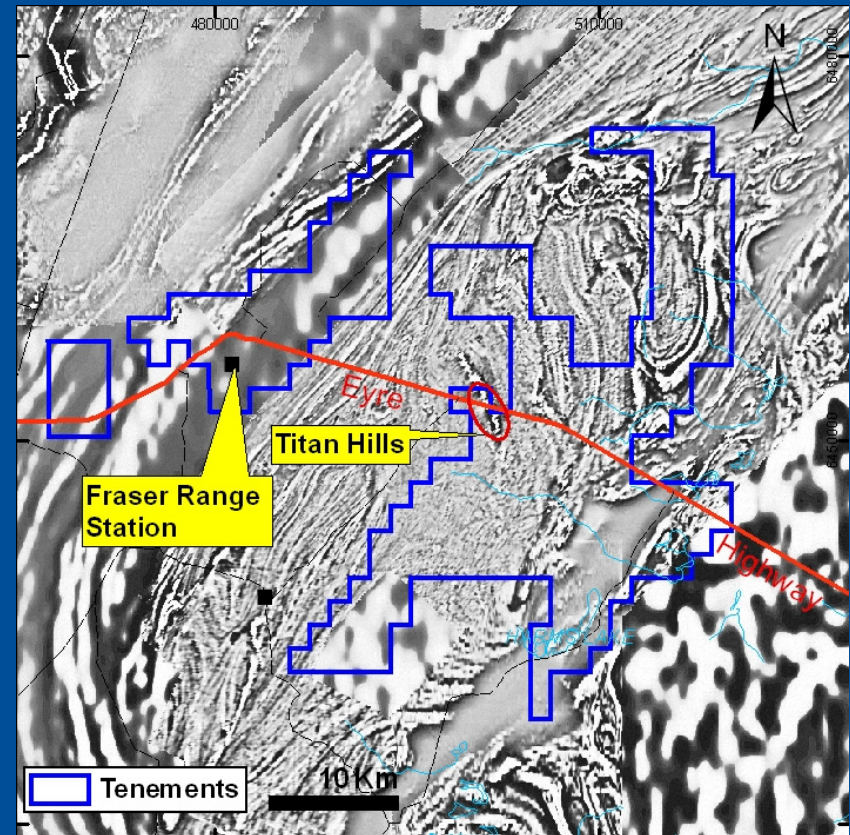 480000
510000
N
6480000
Eyre
Titan Hills
6450000
Fraser Range
Station
Highway
10Km
Tenements